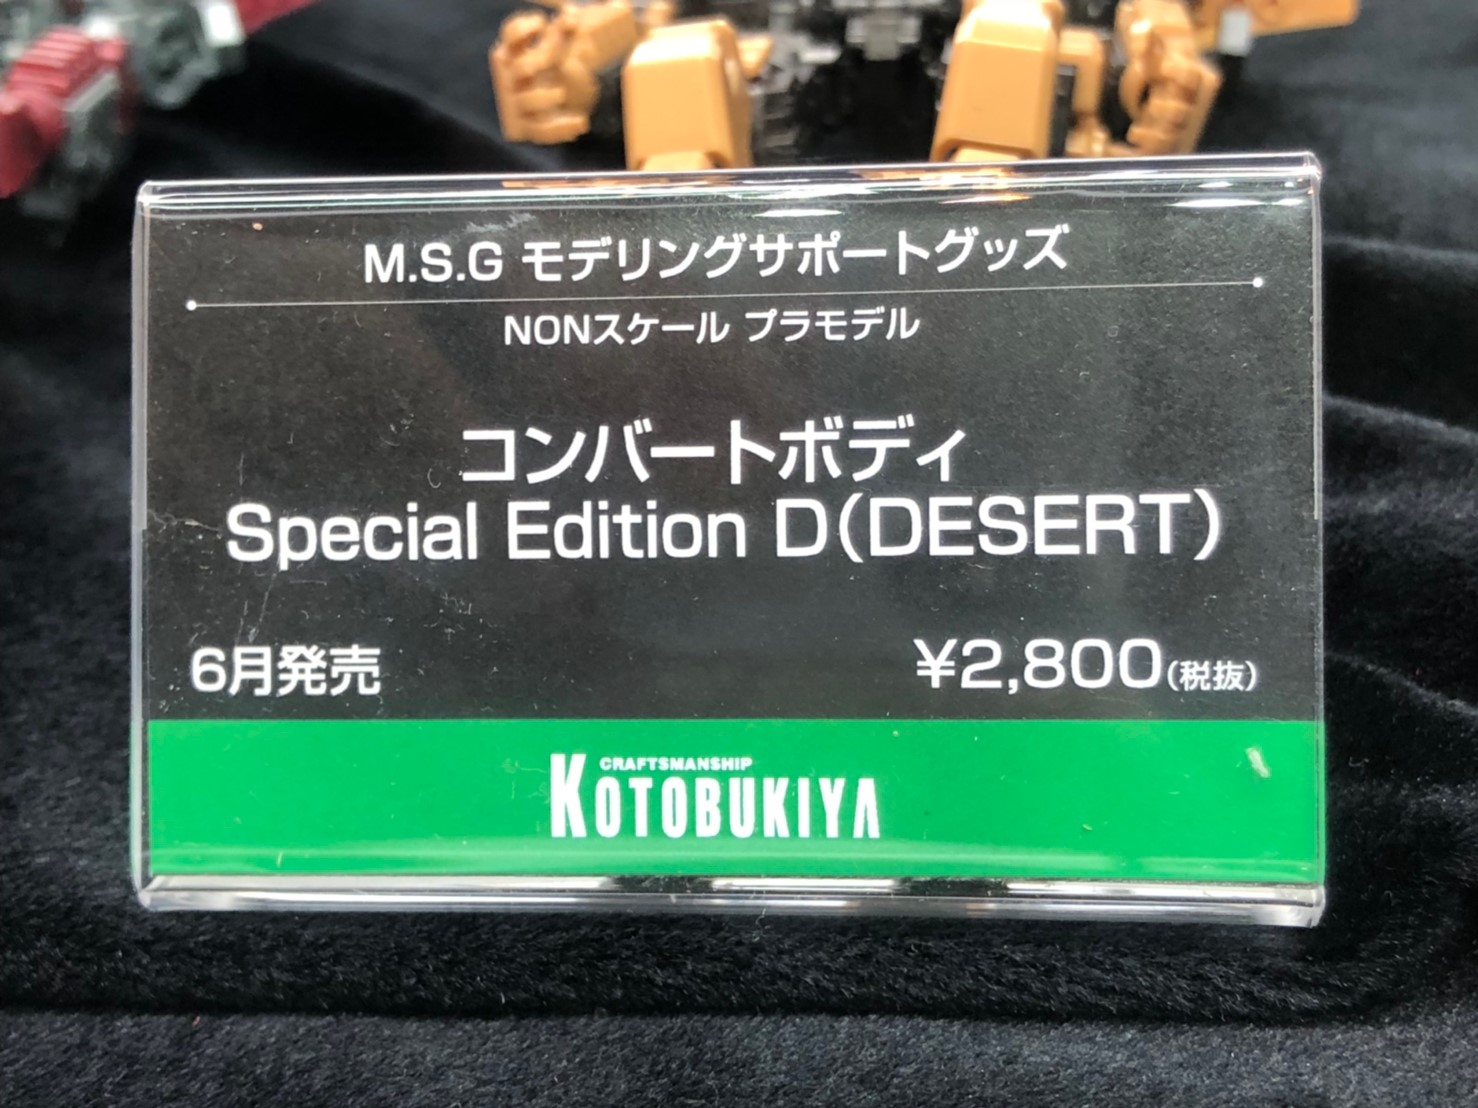 M.S.G モデリングサポートグッズ
NONスケール プラモデル
コンバートボディ
Special Edition D(DESERT)
6月発売
¥2,800(税抜)
CRAFTSMANSHIP
KOTOBUKIYA